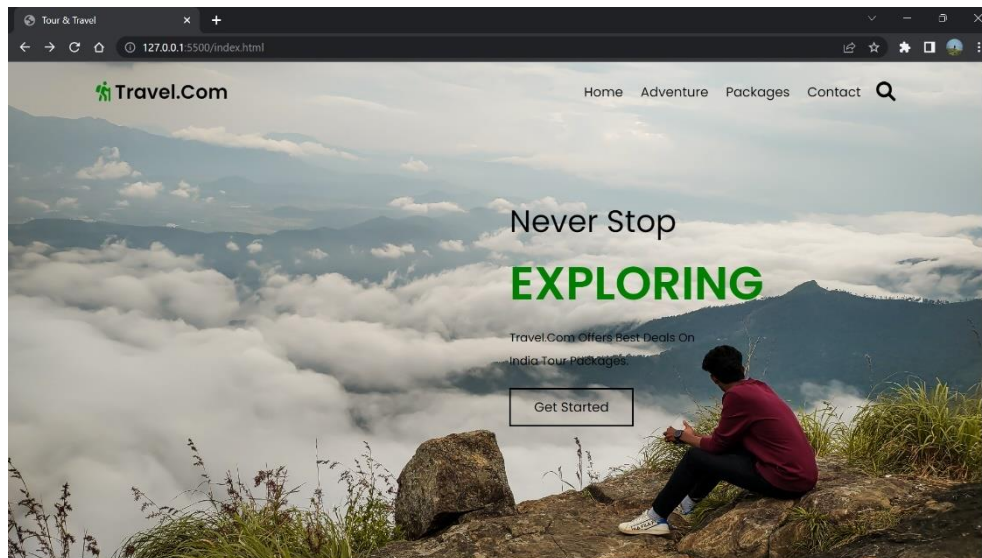 Tour & Travel
127.0.0.1:5500/index.html
Travel.Com
Home Adventure Packages Contact
Never Stop
EXPLORING
Travel.Com Offers Best Deals On
India Tour Packages.
Get Started